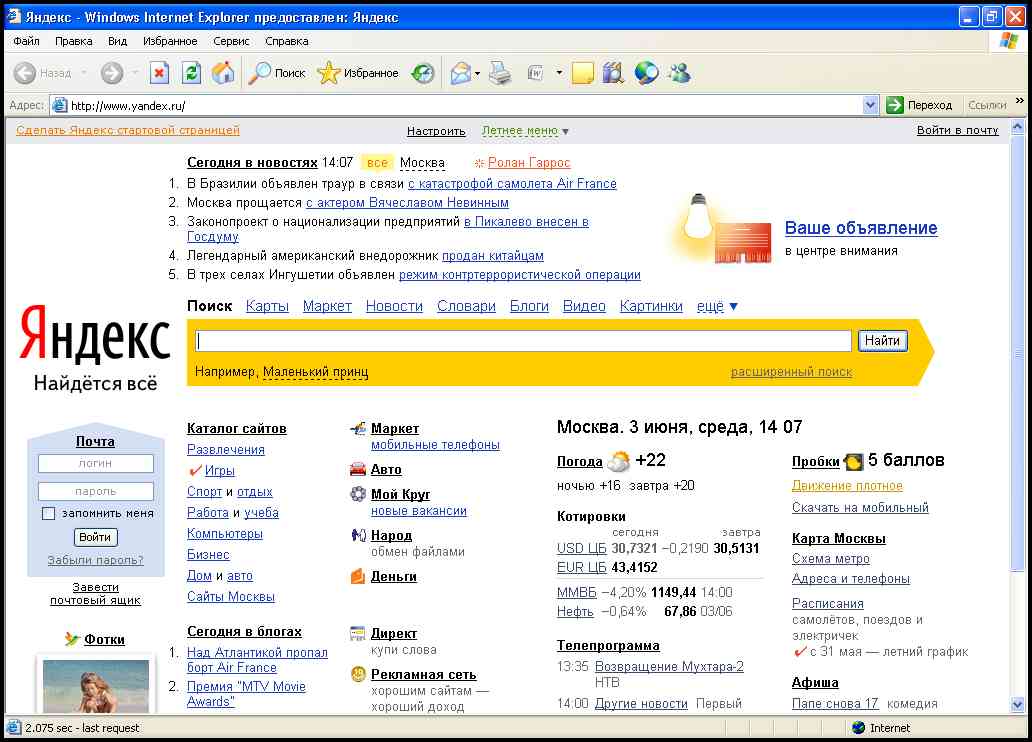 Яндекс - Windows Internet Explorer предоставлен: Яндекс
Файл Правка Вид Избранное Сервис Справка
Назад Поиск Избранное
Адрес: http://www.yandex.ru/ Переход Ссылки »
Сделать Яндекс стартовой страницей Настроить Летнее меню ▼ Войти в почту
Сегодня в новостях 14:07 все Москва Ролан Гаррос
1. В Бразилии объявлен траур в связи с катастрофой самолета Air France
2. Москва прощается с актером Вячеславом Невинным
3. Законопроект о национализации предприятий в Пикалево внесен в
Госдуму
4. Легендарный американский внедорожник продан китайцам
5. В трех селах Ингушетии объявлен режим контртеррористической операции
Ваше объявление
в центре внимания
Поиск Карты Маркет Новости Словари Блоги Видео Картинки ещё ▼
Яндекс
Найдётся всё
Найти
Например, Маленький принц расширенный поиск
Почта
логин
пароль
запомнить меня
Войти
Забыли пароль?
Завести
почтовый ящик
Фотки
Каталог сайтов
Развлечения
Игры
Спорт и отдых
Работа и учеба
Компьютеры
Бизнес
Дом и авто
Сайты Москвы
Сегодня в блогах
1. Над Атлантикой пропал
борт Air France
2. Премия "MTV Movie
Awards"
Маркет
мобильные телефоны
Авто
Мой Круг
новые вакансии
Народ
обмен файлами
Деньги
Директ
купи слова
Рекламная сеть
хорошим сайтам —
хороший доход
Москва. 3 июня, среда, 14 07
Погода +22
ночью +16 завтра +20
Котировки
сегодня завтра
USD ЦБ 30,7321 −0,2190 30,5131
EUR ЦБ 43,4152
ММВБ −4,20% 1149,44 14:00
Нефть −0,64% 67,86 03/06
Телепрограмма
13:35 Возвращение Мухтара-2
НТВ
14:00 Другие новости Первый
Пробки 5 баллов
Движение плотное
Скачать на мобильный
Карта Москвы
Схема метро
Адреса и телефоны
Расписания
самолётов, поездов и
электричек
с 31 мая — летний график
Афиша
Папе снова 17 комедия
2.075 sec - last request Internet